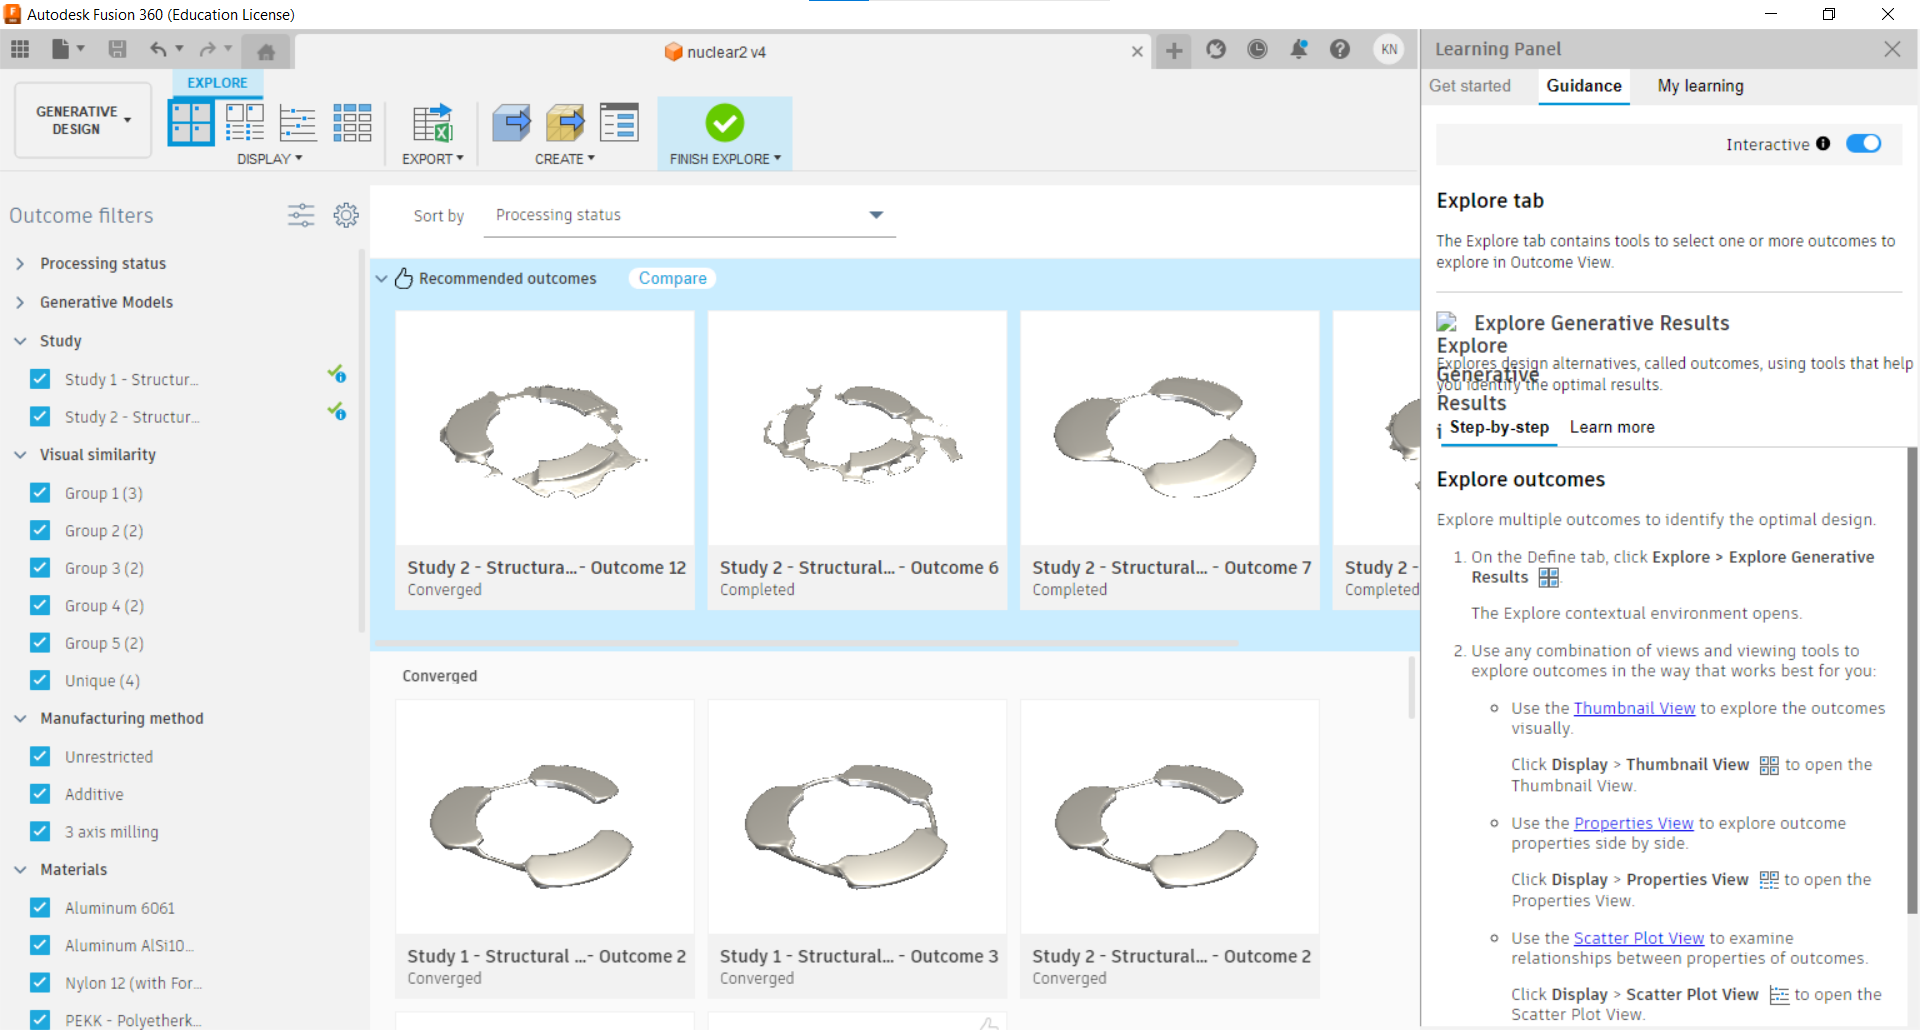 Autodesk Fusion 360 (Education License)
nuclear2 v4
KN
EXPLORE
GENERATIVE
DESIGN
DISPLAY
EXPORT
CREATE
FINISH EXPLORE
Outcome filters
Processing status
Generative Models
Study
Study 1 - Structur...
Study 2 - Structur...
Visual similarity
Group 1 (3)
Group 2 (2)
Group 3 (2)
Group 4 (2)
Group 5 (2)
Unique (4)
Manufacturing method
Unrestricted
Additive
3 axis milling
Materials
Aluminum 6061
Aluminum AlSi10...
Nylon 12 (with For...
PEKK - Polyetherk...
Sort by
Processing status
Recommended outcomes
Compare
Study 2 - Structura...- Outcome 12
Converged
Study 2 - Structural... - Outcome 6
Completed
Study 2 - Structural... - Outcome 7
Completed
Study 2 -
Completed
Converged
Study 1 - Structural ...- Outcome 2
Converged
Study 1 - Structural... - Outcome 3
Converged
Study 2 - Structural... - Outcome 2
Converged
Learning Panel
Get started
Guidance
My learning
Interactive
Explore tab
The Explore tab contains tools to select one or more outcomes to
explore in Outcome View.
Explore Generative Results
Explore
Generative
Results
i
Explores design alternatives, called outcomes, using tools that help
you identify the optimal results.
Step-by-step
Learn more
Explore outcomes
Explore multiple outcomes to identify the optimal design.
1. On the Define tab, click Explore > Explore Generative
Results .
The Explore contextual environment opens.
2. Use any combination of views and viewing tools to
explore outcomes in the way that works best for you:
Use the Thumbnail View to explore the outcomes
visually.
Click Display > Thumbnail View to open the
Thumbnail View.
Use the Properties View to explore outcome
properties side by side.
Click Display > Properties View to open the
Properties View.
Use the Scatter Plot View to examine
relationships between properties of outcomes.
Click Display > Scatter Plot View to open the
Scatter Plot View.